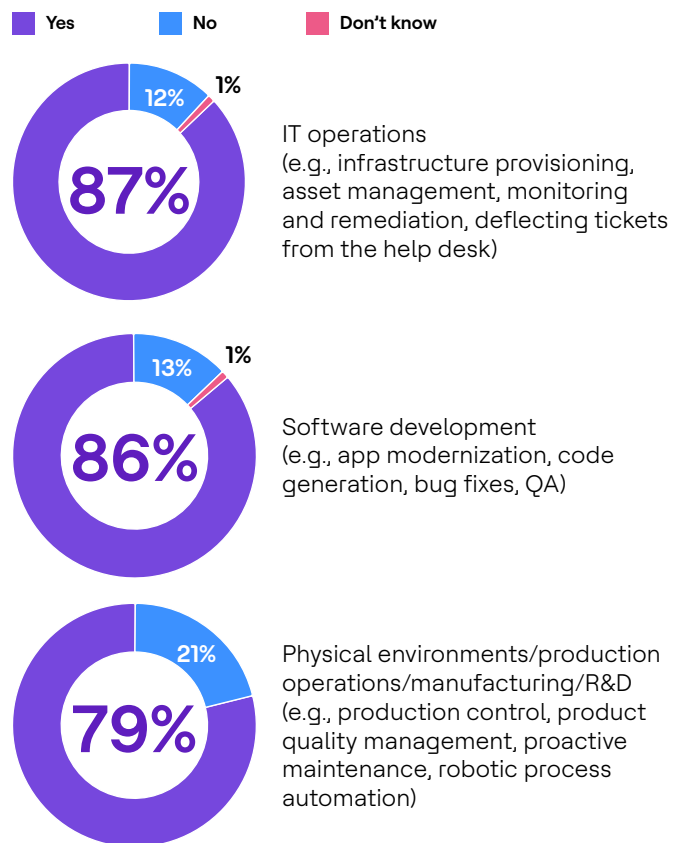 Yes No Don’t know
12% 1%
87%
IT operations
(e.g., infrastructure provisioning,
asset management, monitoring
and remediation, deflecting tickets
from the help desk)
13% 1%
86%
Software development
(e.g., app modernization, code
generation, bug fixes, QA)
21%
79%
Physical environments/production
operations/manufacturing/R&D
(e.g., production control, product
quality management, proactive
maintenance, robotic process
automation)